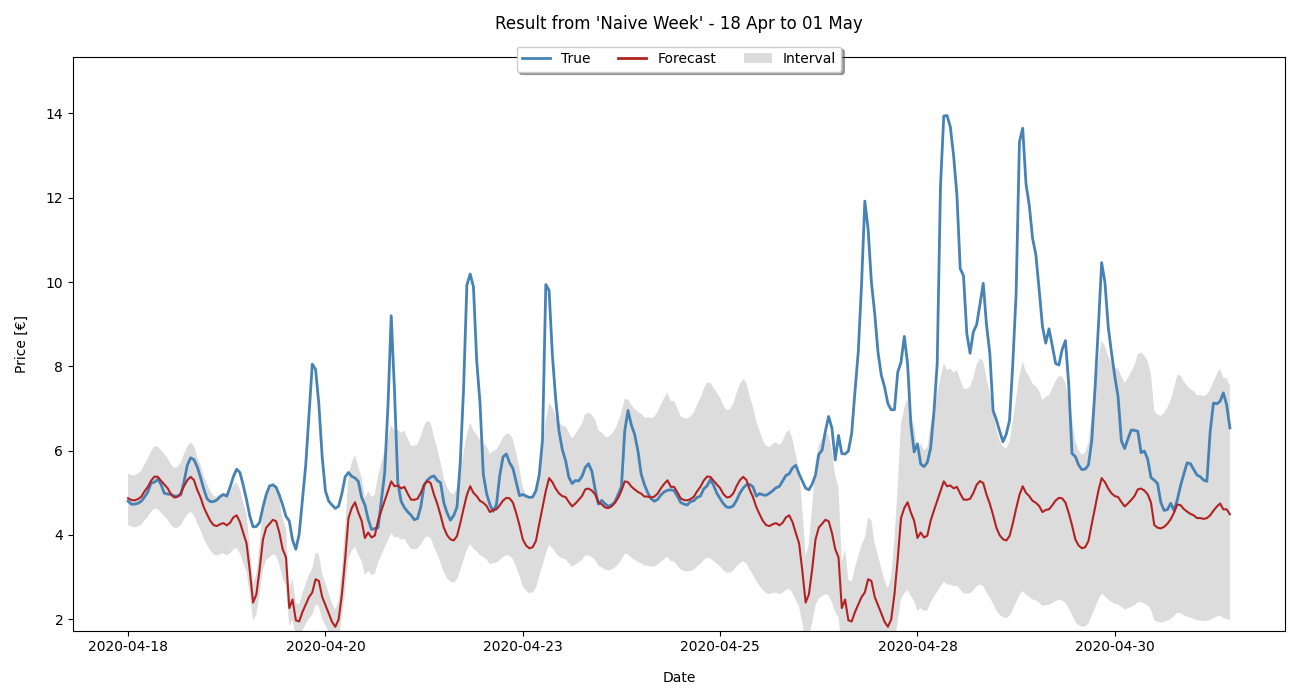 Result from 'Naive Week' - 18 Apr to 01 May
True Forecast Interval
14
12
10
8
6
4
2
Price [€]
2020-04-18 2020-04-20 2020-04-23 2020-04-25 2020-04-28 2020-04-30
Date